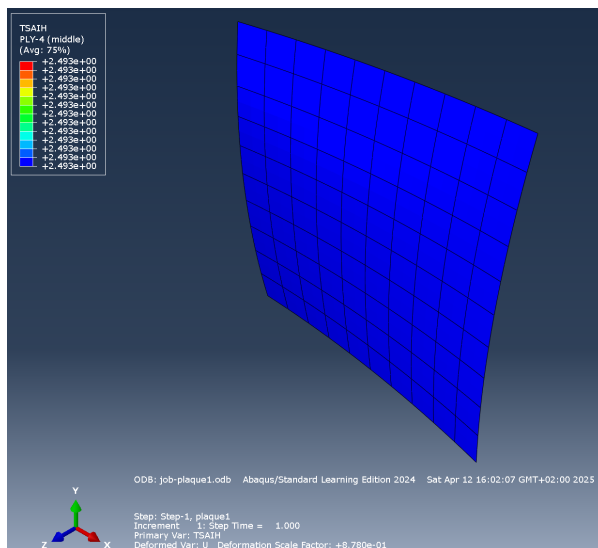 TSAIH
PLY-4 (middle)
(Avg: 75%)
+2.493e+00
+2.493e+00
+2.493e+00
+2.493e+00
+2.493e+00
+2.493e+00
+2.493e+00
+2.493e+00
+2.493e+00
+2.493e+00
+2.493e+00
+2.493e+00
+2.493e+00
ODB: job-plaque1.odb Abaqus/Standard Learning Edition 2024 Sat Apr 12 16:02:07 GMT+02:00 2025
Y
Z X
Step: Step-1, plaque1
Increment 1: Step Time = 1.000
Primary Var: TSAIH
Deformed Var: U Deformation Scale Factor: +8.780e-01